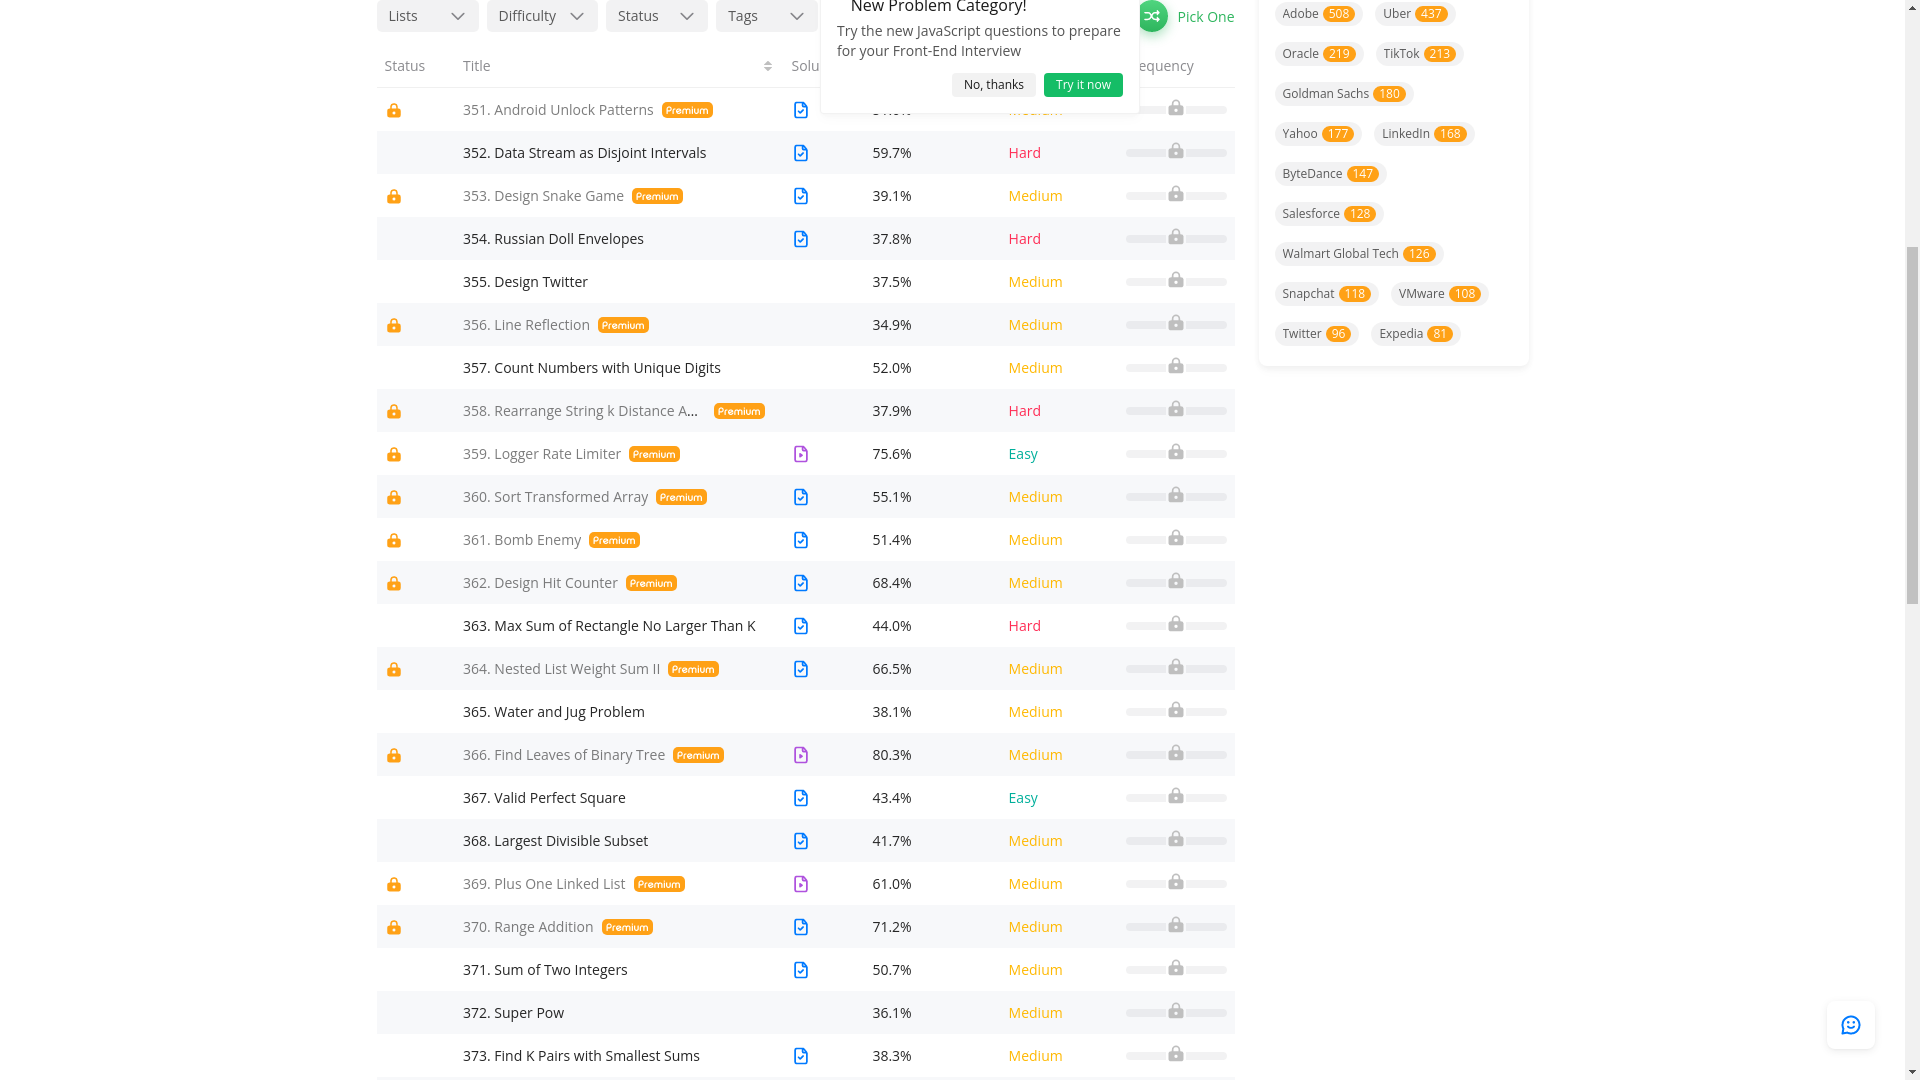 Lists Difficulty Status Tags
New Problem Category!
Try the new JavaScript questions to prepare
for your Front-End Interview
No, thanks Try it now
Pick One
Status Title Solu equency
351. Android Unlock Patterns Premium
352. Data Stream as Disjoint Intervals 59.7% Hard
353. Design Snake Game Premium 39.1% Medium
354. Russian Doll Envelopes 37.8% Hard
355. Design Twitter 37.5% Medium
356. Line Reflection Premium 34.9% Medium
357. Count Numbers with Unique Digits 52.0% Medium
358. Rearrange String k Distance A... Premium 37.9% Hard
359. Logger Rate Limiter Premium 75.6% Easy
360. Sort Transformed Array Premium 55.1% Medium
361. Bomb Enemy Premium 51.4% Medium
362. Design Hit Counter Premium 68.4% Medium
363. Max Sum of Rectangle No Larger Than K 44.0% Hard
364. Nested List Weight Sum II Premium 66.5% Medium
365. Water and Jug Problem 38.1% Medium
366. Find Leaves of Binary Tree Premium 80.3% Medium
367. Valid Perfect Square 43.4% Easy
368. Largest Divisible Subset 41.7% Medium
369. Plus One Linked List Premium 61.0% Medium
370. Range Addition Premium 71.2% Medium
371. Sum of Two Integers 50.7% Medium
372. Super Pow 36.1% Medium
373. Find K Pairs with Smallest Sums 38.3% Medium
Adobe 508 Uber 437
Oracle 219 TikTok 213
Goldman Sachs 180
Yahoo 177 LinkedIn 168
ByteDance 147
Salesforce 128
Walmart Global Tech 126
Snapchat 118 VMware 108
Twitter 96 Expedia 81